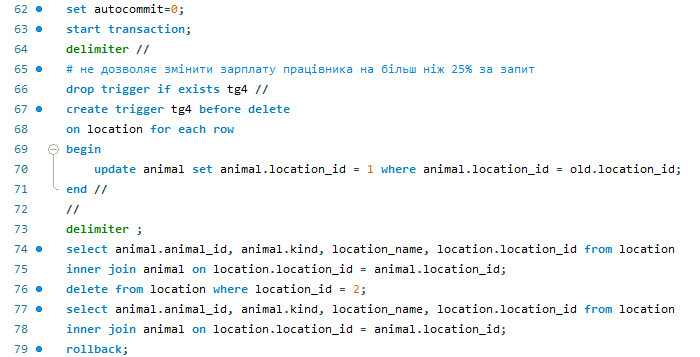 62 set autocommit=0;
63 start transaction;
64 delimiter //
65 # не дозволяє змінити зарплату працівника на більш ніж 25% за запит
66 drop trigger if exists tg4 //
67 create trigger tg4 before delete
68 on location for each row
69 begin
70 update animal set animal.location_id = 1 where animal.location_id = old.location_id;
71 end //
72 //
73 delimiter ;
74 select animal.animal_id, animal.kind, location_name, location.location_id from location
75 inner join animal on location.location_id = animal.location_id;
76 delete from location where location_id = 2;
77 select animal.animal_id, animal.kind, location_name, location.location_id from location
78 inner join animal on location.location_id = animal.location_id;
79 rollback;